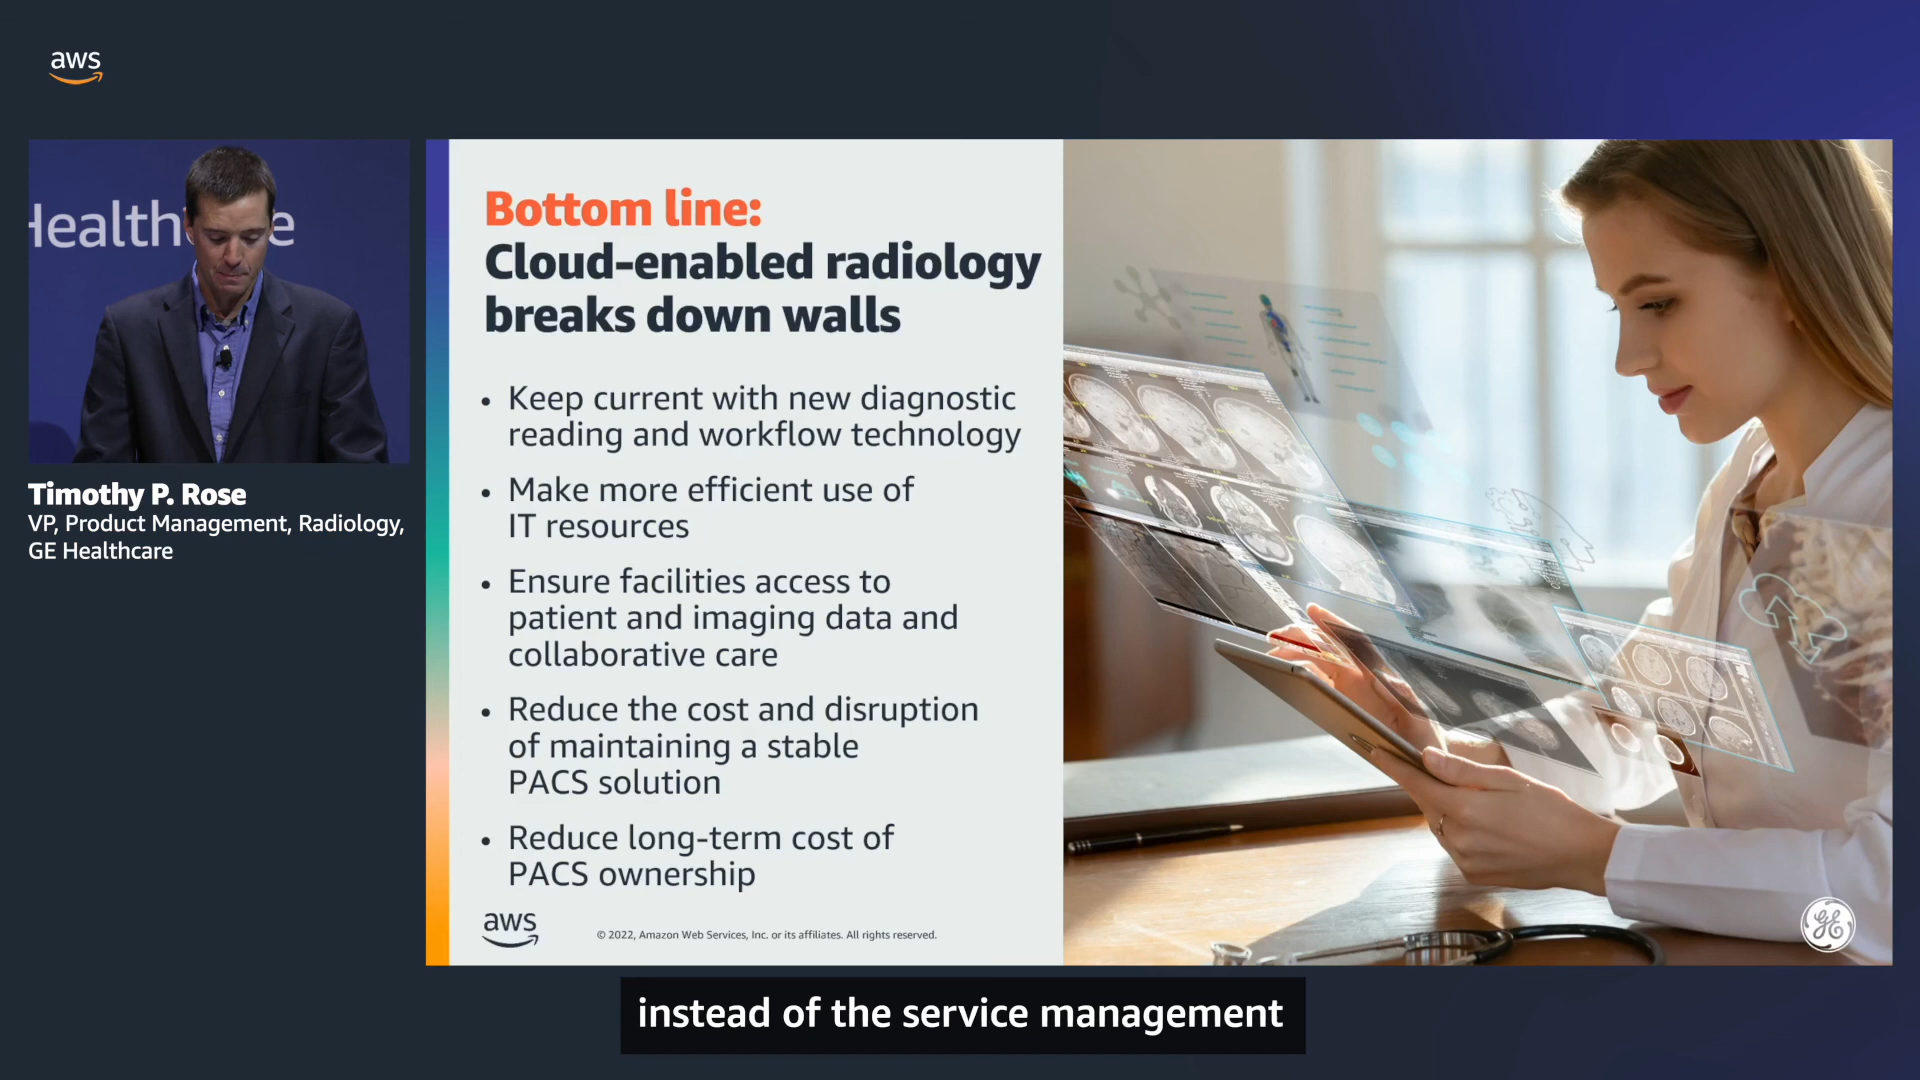 aws
Healthc e
Timothy P. Rose
VP, Product Management, Radiology,
GE Healthcare
Bottom line:
Cloud-enabled radiology
breaks down walls
• Keep current with new diagnostic
reading and workflow technology
• Make more efficient use of
IT resources
• Ensure facilities access to
patient and imaging data and
collaborative care
• Reduce the cost and disruption
of maintaining a stable
PACS solution
• Reduce long-term cost of
PACS ownership
aws
© 2022, Amazon Web Services, Inc. or its affiliates. All rights reserved.
GE
instead of the service management